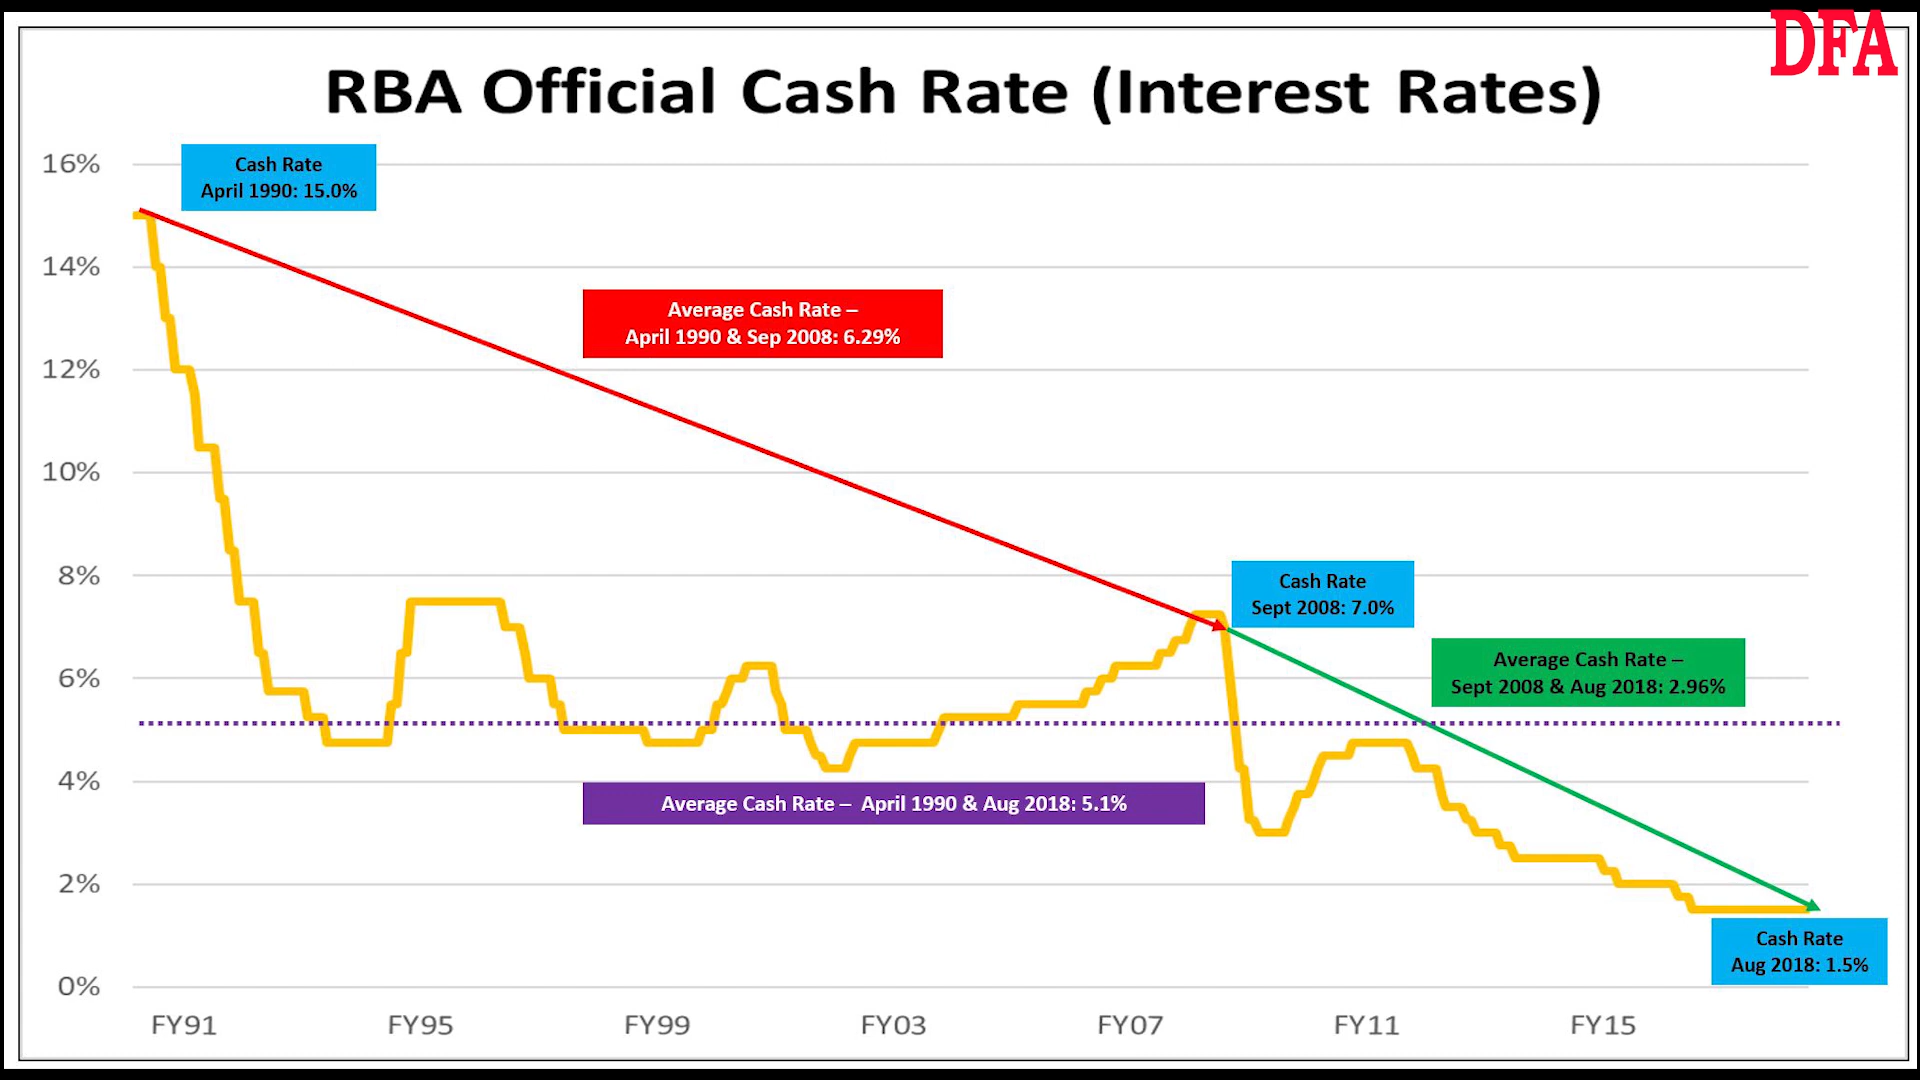 DFA
RBA Official Cash Rate (Interest Rates)
16%
Cash Rate
April 1990: 15.0%
14%
Average Cash Rate –
April 1990 & Sep 2008: 6.29%
12%
10%
8%
Cash Rate
Sept 2008: 7.0%
Average Cash Rate –
Sept 2008 & Aug 2018: 2.96%
6%
4%
Average Cash Rate – April 1990 & Aug 2018: 5.1%
2%
Cash Rate
Aug 2018: 1.5%
0%
FY91 FY95 FY99 FY03 FY07 FY11 FY15